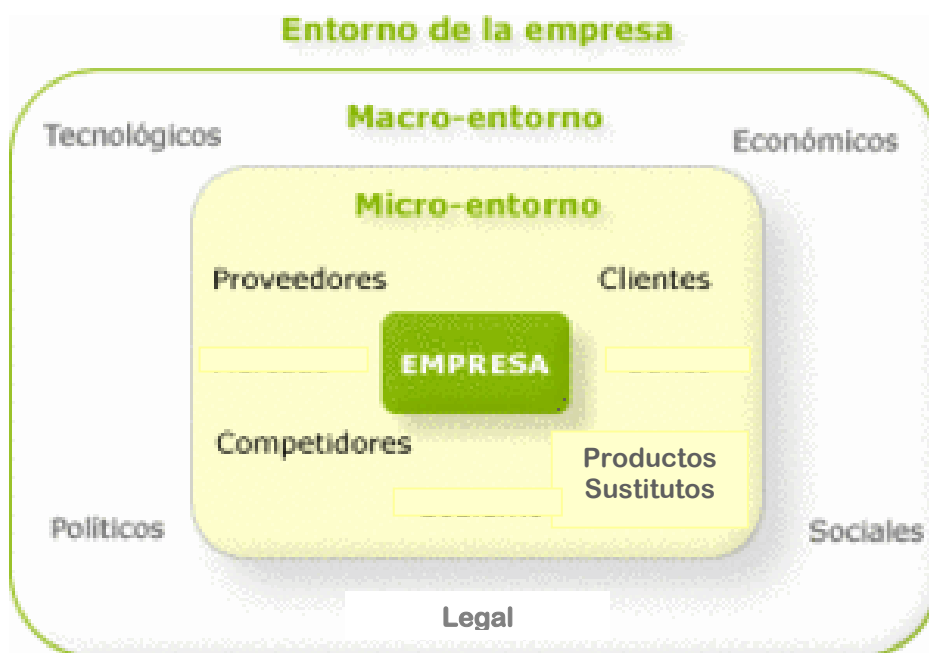 Entorno de la empresa
Macro-entorno
Tecnológicos
Económicos
Micro-entorno
Proveedores
Clientes
EMPRESA
Competidores
Productos
Sustitutos
Políticos
Sociales
Legal